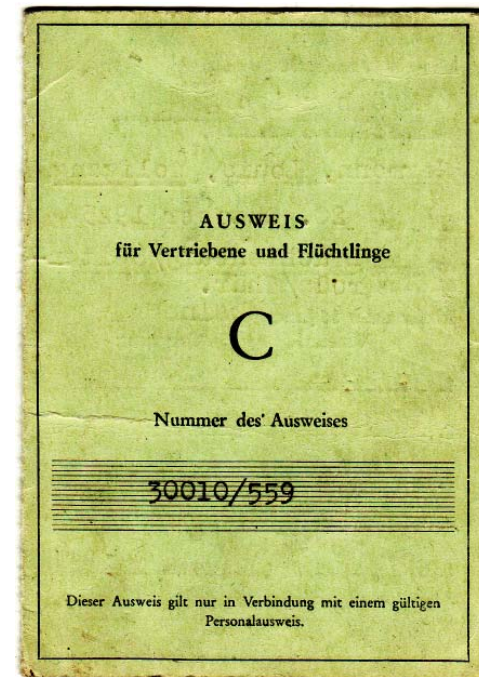 AUSWEIS
für Vertriebene und Flüchtlinge
C
Nummer des Ausweises
30010/559
Dieser Ausweis gilt nur in Verbindung mit einem gültigen
Personalausweis.